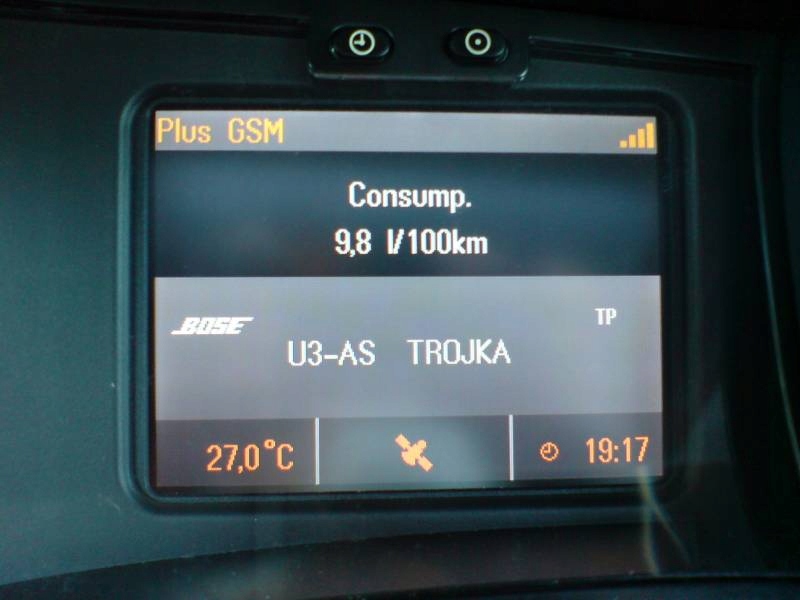 Plus GSM
Consump.
9,8 l/100km
BOSE
TP
U3-AS TROJKA
27,0°C
19:17